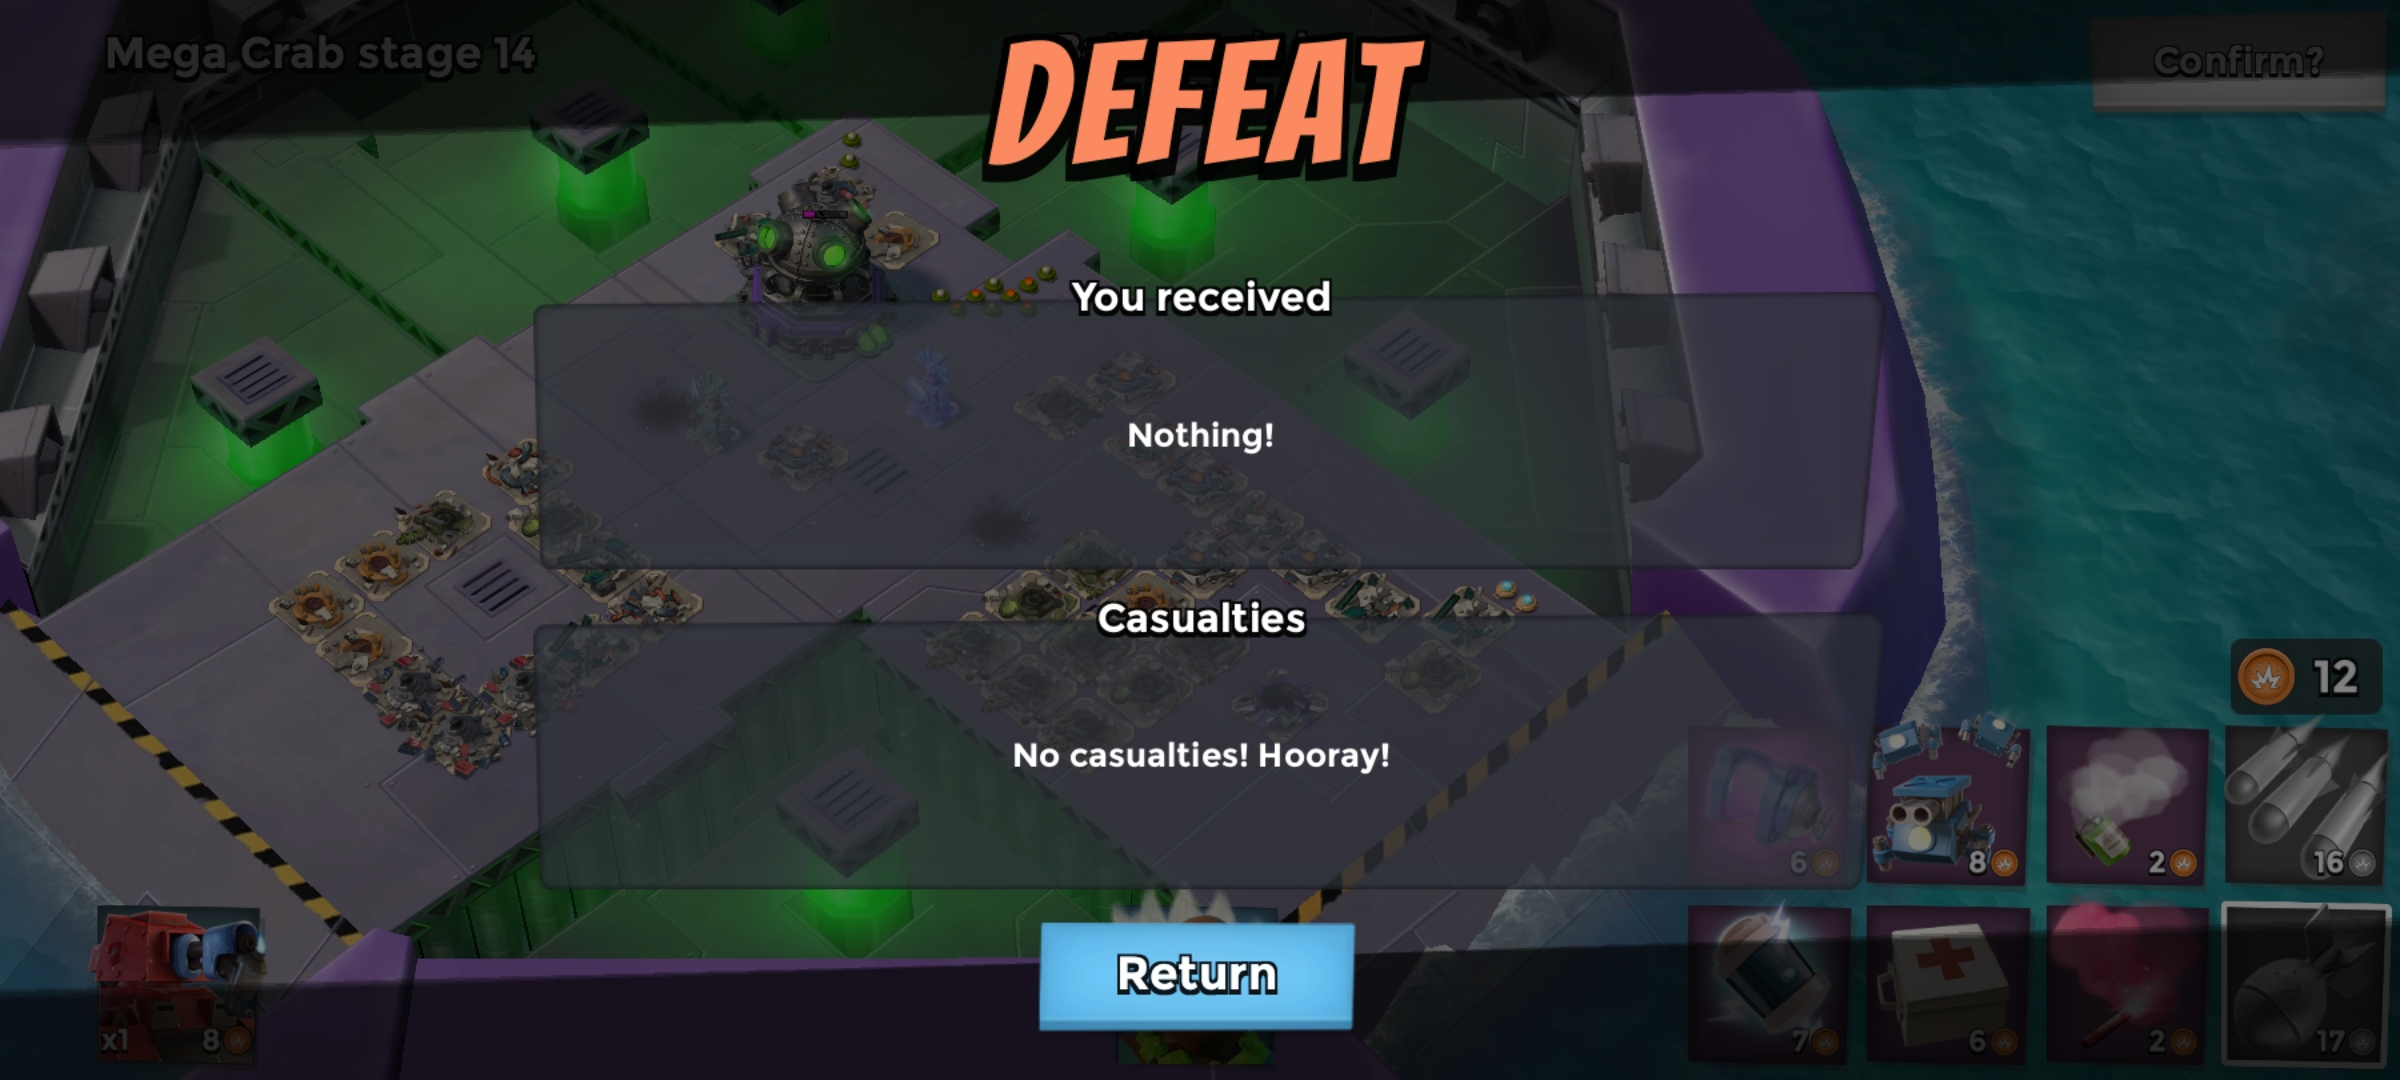 Mega Crab stage 14
DEFEAT
Confirm?
You received
Nothing!
Casualties
12
No casualties! Hooray!
6
8
2
16
Return
x1
8
7
6
2
17